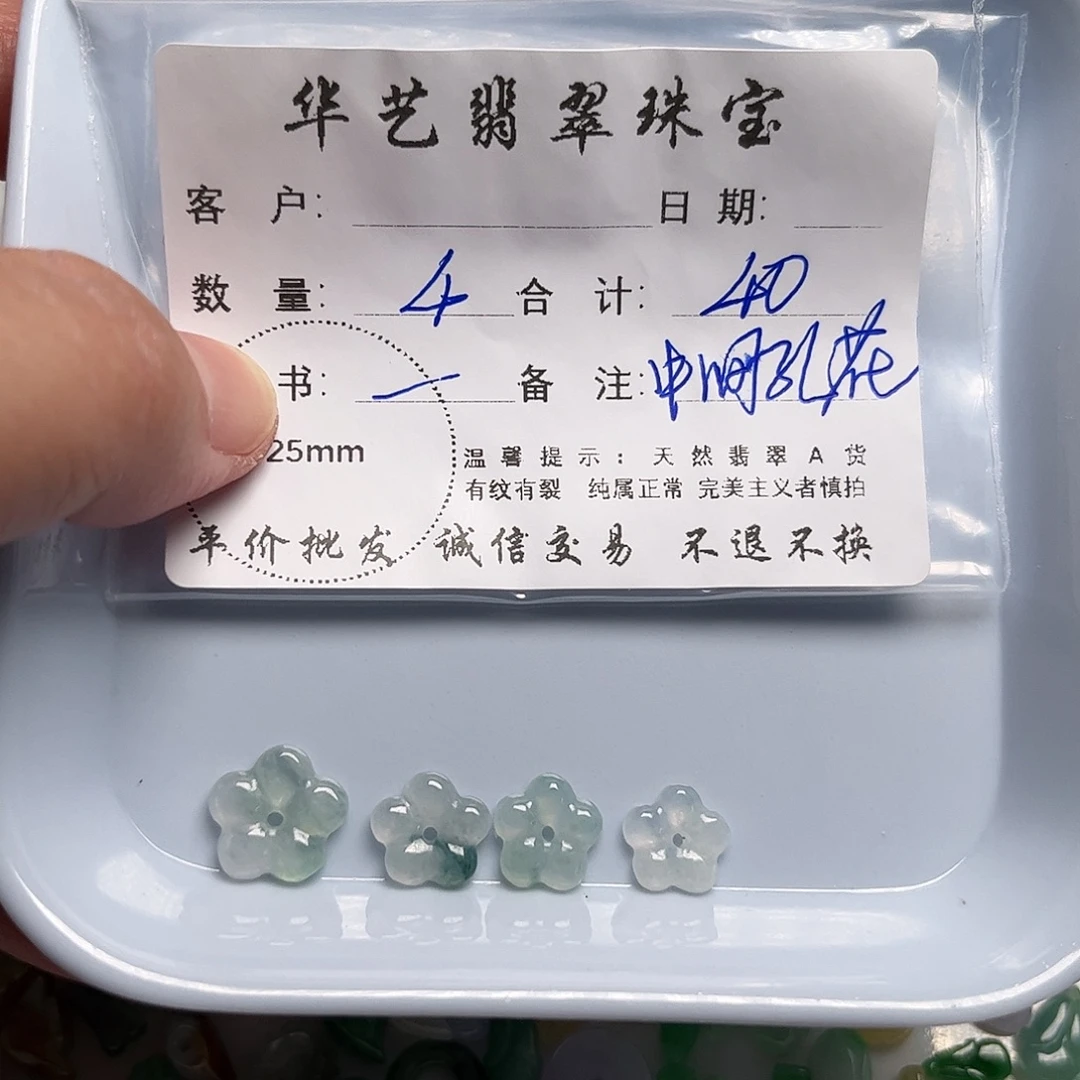 华艺翡翠珠宝
客户: 日期:
数量: 4 合计: 40
书: 一 备注: 中间孔花
25mm
温馨提示: 天然翡翠A货
有纹有裂 纯属正常 完美主义者慎拍
平价批发 诚信交易 不退不换